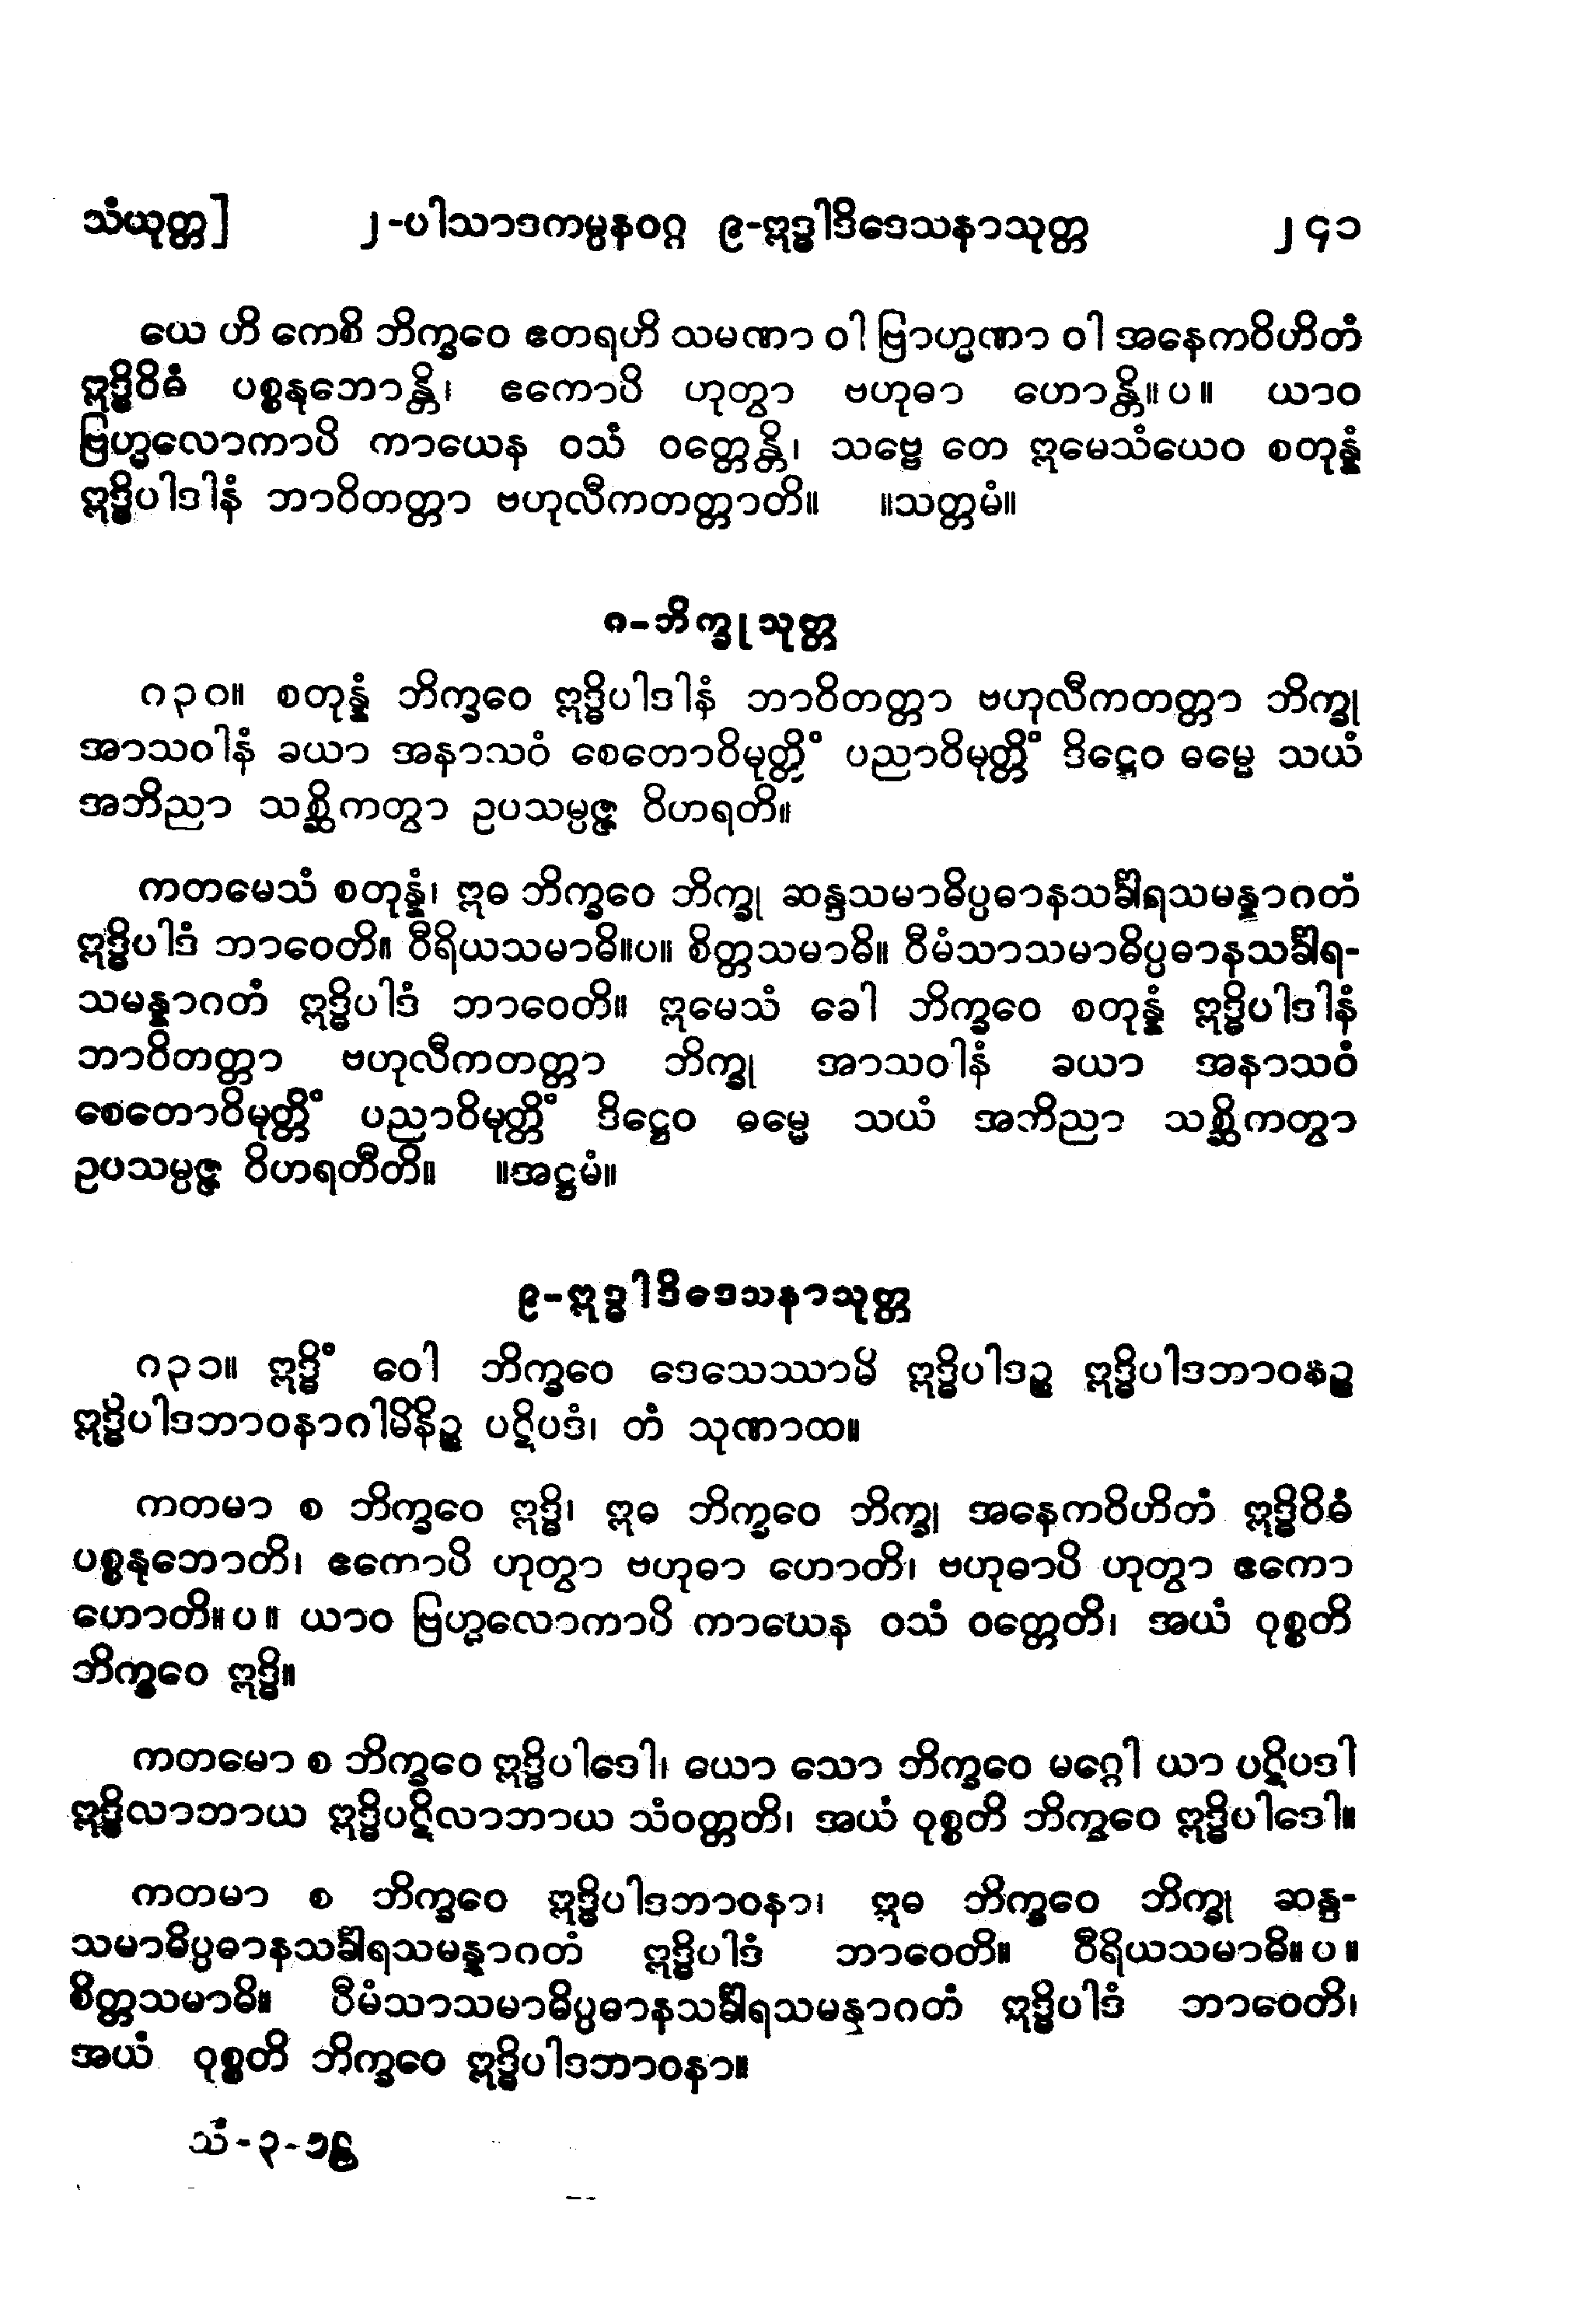 သံယုတ္တ] ၂-ပါသာဒကမ္ပနဝဂ္ဂ ၉-ဣဒ္ဓါဒိဒေသနာသုတ္တ ၂၄၁
ယေ ဟိ ကေစိ ဘိက္ခဝေ ဧတရဟိ သမဏာ ဝါ ဗြာဟ္မဏာ ဝါ အနေကဝိဟိတံ
ဣဒ္ဓိဝိဓံ ပစ္စနုဘောန္တိ၊ ဧကောပိ ဟုတွာ ဗဟုဓာ ဟောန္တိ။ပ။ ယာဝ
ဗြဟ္မလောကာပိ ကာယေန ဝသံ ဝတ္တေန္တိ၊ သဗ္ဗေ တေ ဣမေသံယေဝ စတုန္နံ
ဣဒ္ဓိပါဒါနံ ဘာဝိတတ္တာ ဗဟုလီကတတ္တာတိ။ ။သတ္တမံ။
၈-ဘိက္ခုသုတ္တ
၈၃၀။ စတုန္နံ ဘိက္ခဝေ ဣဒ္ဓိပါဒါနံ ဘာဝိတတ္တာ ဗဟုလီကတတ္တာ ဘိက္ခု
အာသဝါနံ ခယာ အနာသဝံ စေတောဝိမုတ္တိံ ပညာဝိမုတ္တိံ ဒိဋ္ဌေဝ ဓမ္မေ သယံ
အဘိညာ သစ္ဆိကတွာ ဥပသမ္ပဇ္ဇ ဝိဟရတိ။
ကတမေသံ စတုန္နံ၊ ဣဓ ဘိက္ခဝေ ဘိက္ခု ဆန္ဒသမာဓိပ္ပဓာနသင်္ခါရသမန္နာဂတံ
ဣဒ္ဓိပါဒံ ဘာဝေတိ။ ဝီရိယသမာဓိ။ပ။ စိတ္တသမာဓိ။ ဝီမံသာသမာဓိပ္ပဓာနသင်္ခါရ-
သမန္နာဂတံ ဣဒ္ဓိပါဒံ ဘာဝေတိ။ ဣမေသံ ခေါ ဘိက္ခဝေ စတုန္နံ ဣဒ္ဓိပါဒါနံ
ဘာဝိတတ္တာ ဗဟုလီကတတ္တာ ဘိက္ခု အာသဝါနံ ခယာ အနာသဝံ
စေတောဝိမုတ္တိံ ပညာဝိမုတ္တိံ ဒိဋ္ဌေဝ ဓမ္မေ သယံ အဘိညာ သစ္ဆိကတွာ
ဥပသမ္ပဇ္ဇ ဝိဟရတီတိ။ ။အဋ္ဌမံ။
၉-ဣဒ္ဓါဒိဒေသနာသုတ္တ
၈၃၁။ ဣဒ္ဓိံ ဝေါ ဘိက္ခဝေ ဒေသေဿာမိ ဣဒ္ဓိပါဒဉ္စ ဣဒ္ဓိပါဒဘာဝနဉ္စ
ဣဒ္ဓိပါဒဘာဝနာဂါမိနိဉ္စ ပဋိပဒံ၊ တံ သုဏာထ။
ကတမာ စ ဘိက္ခဝေ ဣဒ္ဓိ၊ ဣဓ ဘိက္ခဝေ ဘိက္ခု အနေကဝိဟိတံ ဣဒ္ဓိဝိဓံ
ပစ္စနုဘောတိ၊ ဧကောပိ ဟုတွာ ဗဟုဓာ ဟောတိ၊ ဗဟုဓာပိ ဟုတွာ ဧကော
ဟောတိ။ပ။ ယာဝ ဗြဟ္မလောကာပိ ကာယေန ဝသံ ဝတ္တေတိ၊ အယံ ဝုစ္စတိ
ဘိက္ခဝေ ဣဒ္ဓိ။
ကတမော စ ဘိက္ခဝေ ဣဒ္ဓိပါဒေါ၊ ယော သော ဘိက္ခဝေ မဂ္ဂေါ ယာ ပဋိပဒါ
ဣဒ္ဓိလာဘာယ ဣဒ္ဓိပဋိလာဘာယ သံဝတ္တတိ၊ အယံ ဝုစ္စတိ ဘိက္ခဝေ ဣဒ္ဓိပါဒေါ။
ကတမာ စ ဘိက္ခဝေ ဣဒ္ဓိပါဒဘာဝနာ၊ ဣဓ ဘိက္ခဝေ ဘိက္ခု ဆန္ဒ-
သမာဓိပ္ပဓာနသင်္ခါရသမန္နာဂတံ ဣဒ္ဓိပါဒံ ဘာဝေတိ။ ဝီရိယသမာဓိ။ပ။
စိတ္တသမာဓိ။ ဝီမံသာသမာဓိပ္ပဓာနသင်္ခါရသမန္နာဂတံ ဣဒ္ဓိပါဒံ ဘာဝေတိ၊
အယံ ဝုစ္စတိ ဘိက္ခဝေ ဣဒ္ဓိပါဒဘာဝနာ။